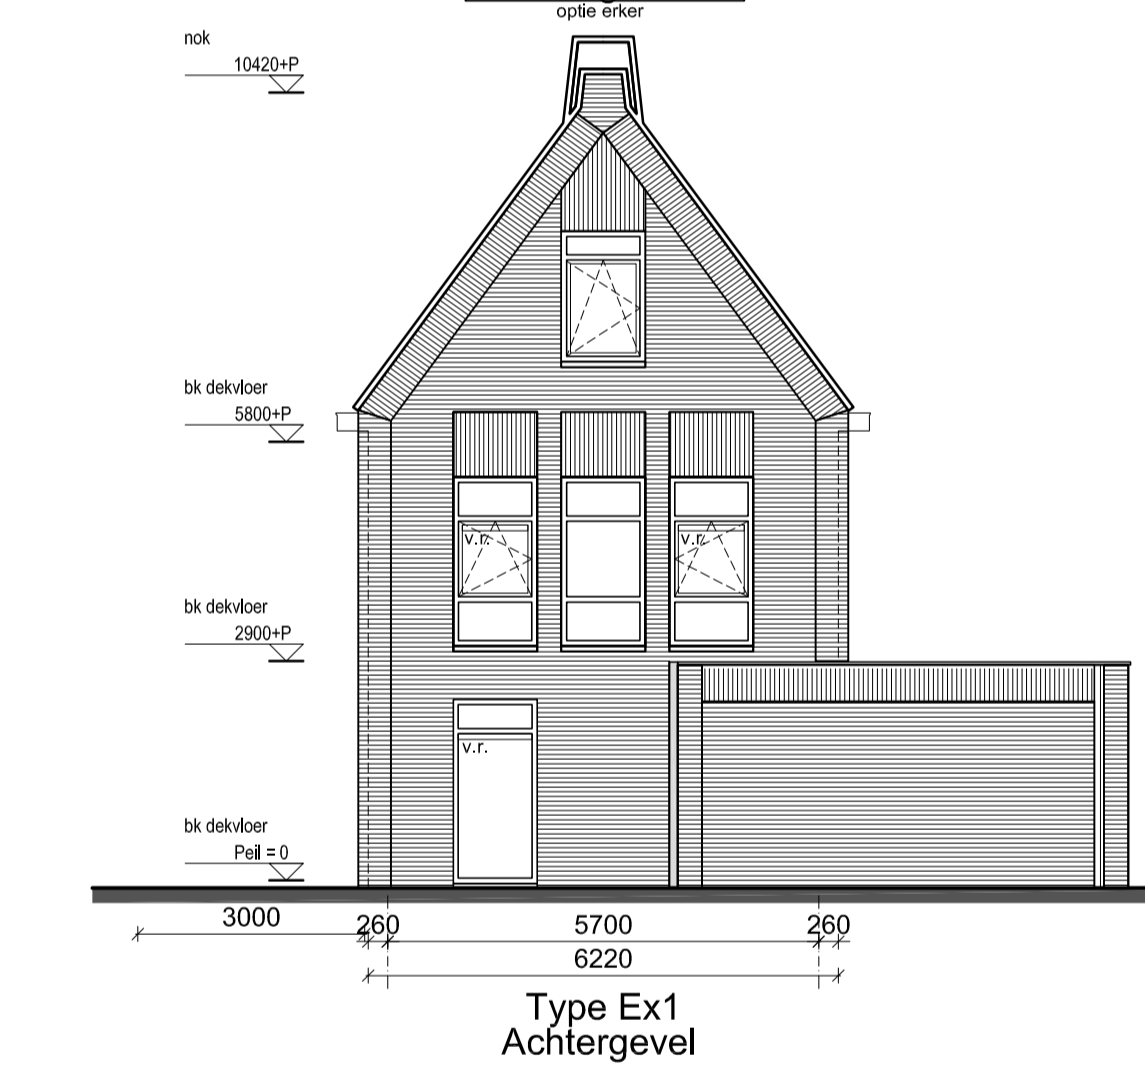 optie erker
nok
10420+P
bk dekvloer
5800+P
v.r. v.r.
bk dekvloer
2900+P
v.r.
bk dekvloer
Peil = 0
3000 260 5700 260
6220
Type Ex1
Achtergevel